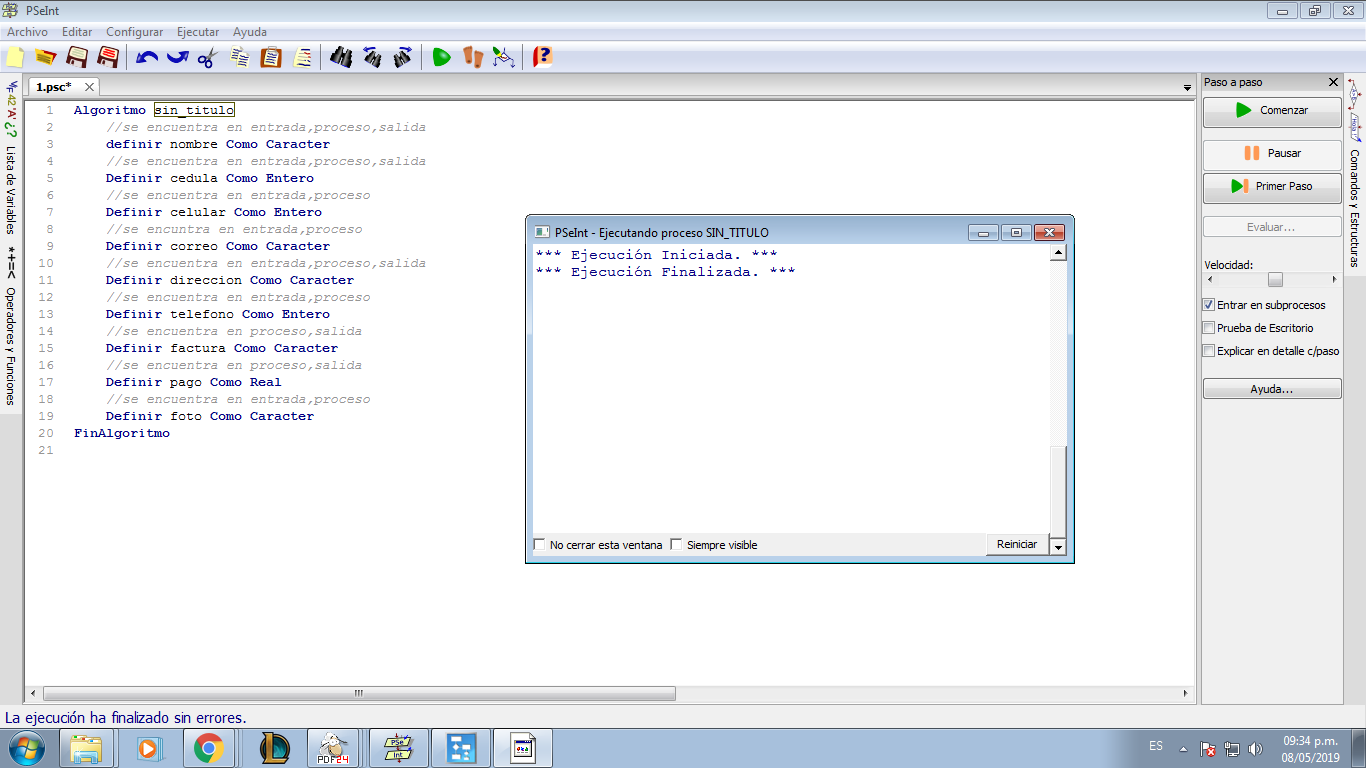 PSeInt
Archivo Editar Configurar Ejecutar Ayuda
1.psc*
1 Algoritmo sin_titulo
2 //se encuentra en entrada,proceso,salida
3 definir nombre Como Caracter
4 //se encuentra en entrada,proceso,salida
5 Definir cedula Como Entero
6 //se encuentra en entrada,proceso
7 Definir celular Como Entero
8 //se encuntra en entrada,proceso
9 Definir correo Como Caracter
10 //se encuentra en entrada,proceso,salida
11 Definir direccion Como Caracter
12 //se encuentra en entrada,proceso
13 Definir telefono Como Entero
14 //se encuentra en proceso,salida
15 Definir factura Como Caracter
16 //se encuentra en proceso,salida
17 Definir pago Como Real
18 //se encuentra en entrada,proceso
19 Definir foto Como Caracter
20 FinAlgoritmo
21
Lista de Variables
*+=< Operadores y Funciones
PSeInt - Ejecutando proceso SIN_TITULO
*** Ejecución Iniciada. ***
*** Ejecución Finalizada. ***
No cerrar esta ventana Siempre visible Reiniciar
Paso a paso
Comenzar
Pausar
Primer Paso
Evaluar...
Velocidad:
Entrar en subprocesos
Prueba de Escritorio
Explicar en detalle c/paso
Ayuda...
Comandos y Estructuras
La ejecución ha finalizado sin errores.
PDF24
PSe Int
ES
09:34 p.m.
08/05/2019